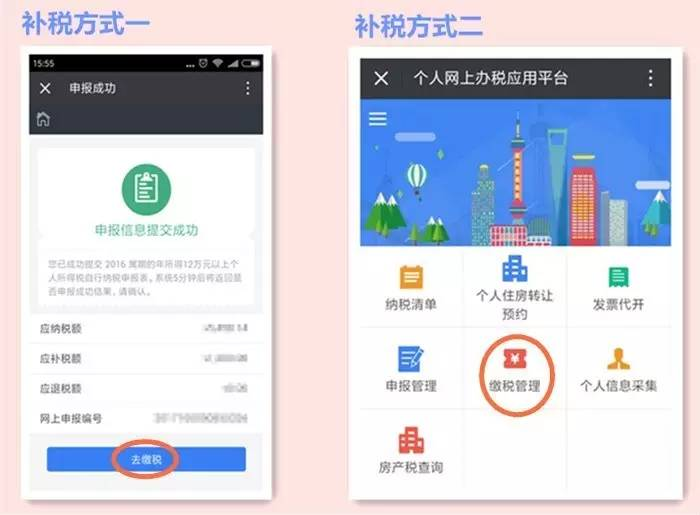 补税方式一
补税方式二
15:55
申报成功
申报信息提交成功
您已成功提交 2016 属期的年所得12万元以上个
人所得税自行纳税申报表。系统5分钟后将返回是
否申报成功结果，请确认。
应纳税额
应补税额
应退税额
网上申报编号
去缴税
个人网上办税应用平台
纳税清单
个人住房转让
预约
发票代开
申报管理
缴税管理
个人信息采集
房产税查询